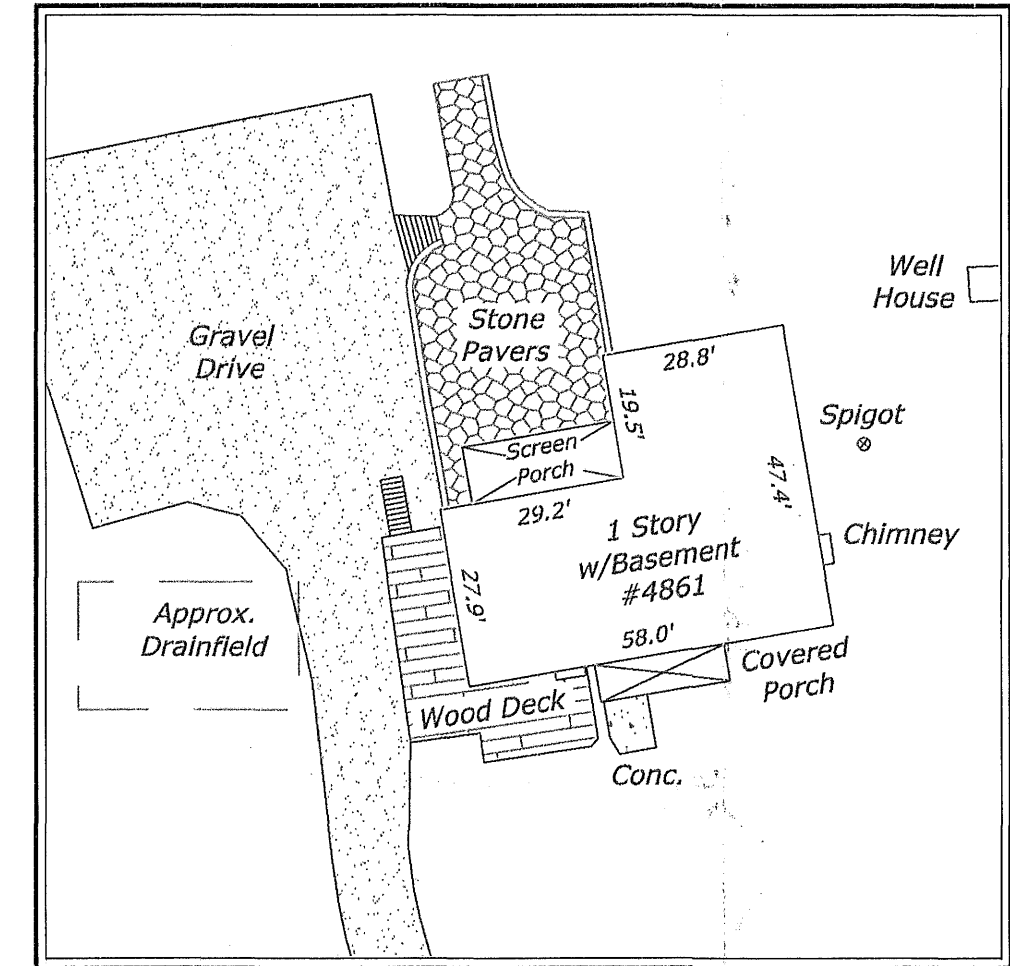 Well
House
Stone
Pavers
Gravel
Drive
28.8'
19.5'
Spigot
Screen
Porch
47.4'
29.2'
1 Story
w/Basement
#4861
Chimney
27.9'
Approx.
Drainfield
58.0'
Covered
Porch
Wood Deck
Conc.